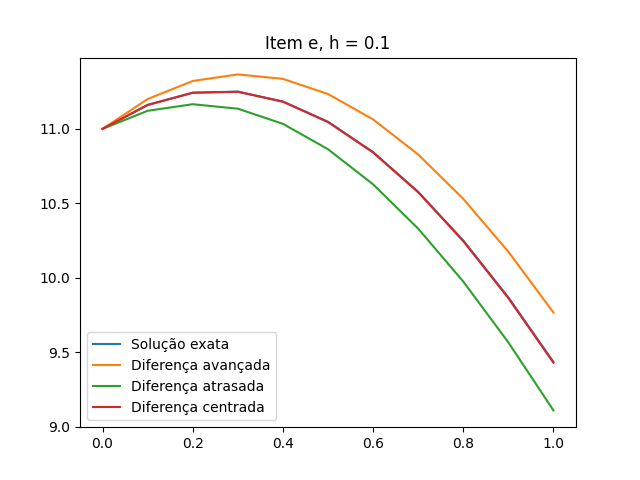 Item e, h = 0.1
11.0
10.5
10.0
9.5
9.0
Solução exata
Diferença avançada
Diferença atrasada
Diferença centrada
0.0 0.2 0.4 0.6 0.8 1.0